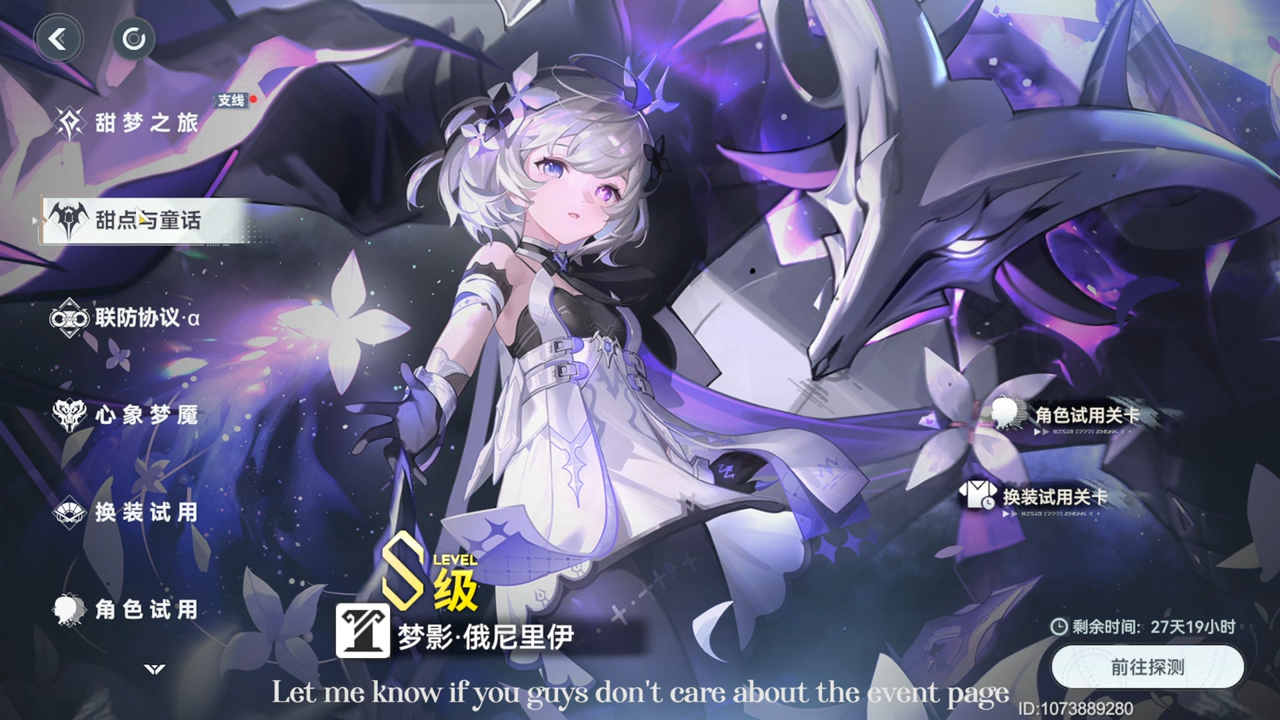 支线
甜梦之旅
甜点与童话
联防协议·α
心象梦魇
换装试用
角色试用
S LEVEL
级
梦影·俄尼里伊
角色试用关卡
换装试用关卡
剩余时间: 27天19小时
前往探测
Let me know if you guys don't care about the event page
ID:1073889280